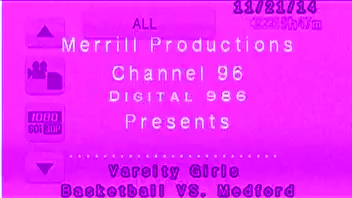 11/21/14
ALL
Merrill Productions
Channel 96
DIGITAL 986
Presents
Varsity Girls
Basketball VS. Medford